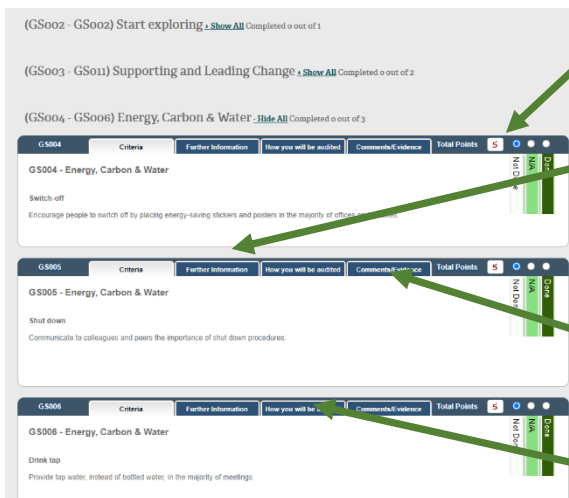 (GS002 - GS002) Start exploring + Show All Completed 0 out of 1
(GS003 - GS011) Supporting and Leading Change + Show All Completed 0 out of 2
(GS004 - GS006) Energy, Carbon & Water - Hide All Completed 0 out of 3
GS004 Criteria Further Information How you will be audited Comments/Evidence Total Points 5
GS004 - Energy, Carbon & Water
Not Done N/A Done
Switch-off
Encourage people to switch off by placing energy-saving stickers and posters in the majority of offices
GS005 Criteria Further Information How you will be audited Comments/Evidence Total Points 5
GS005 - Energy, Carbon & Water
Not Done N/A Done
Shut down
Communicate to colleagues and peers the importance of shut down procedures.
GS006 Criteria Further Information How you will be Comments/Evidence Total Points 5
GS006 - Energy, Carbon & Water
Not Done N/A Done
Drink tap
Provide tap water, instead of bottled water, in the majority of meetings.